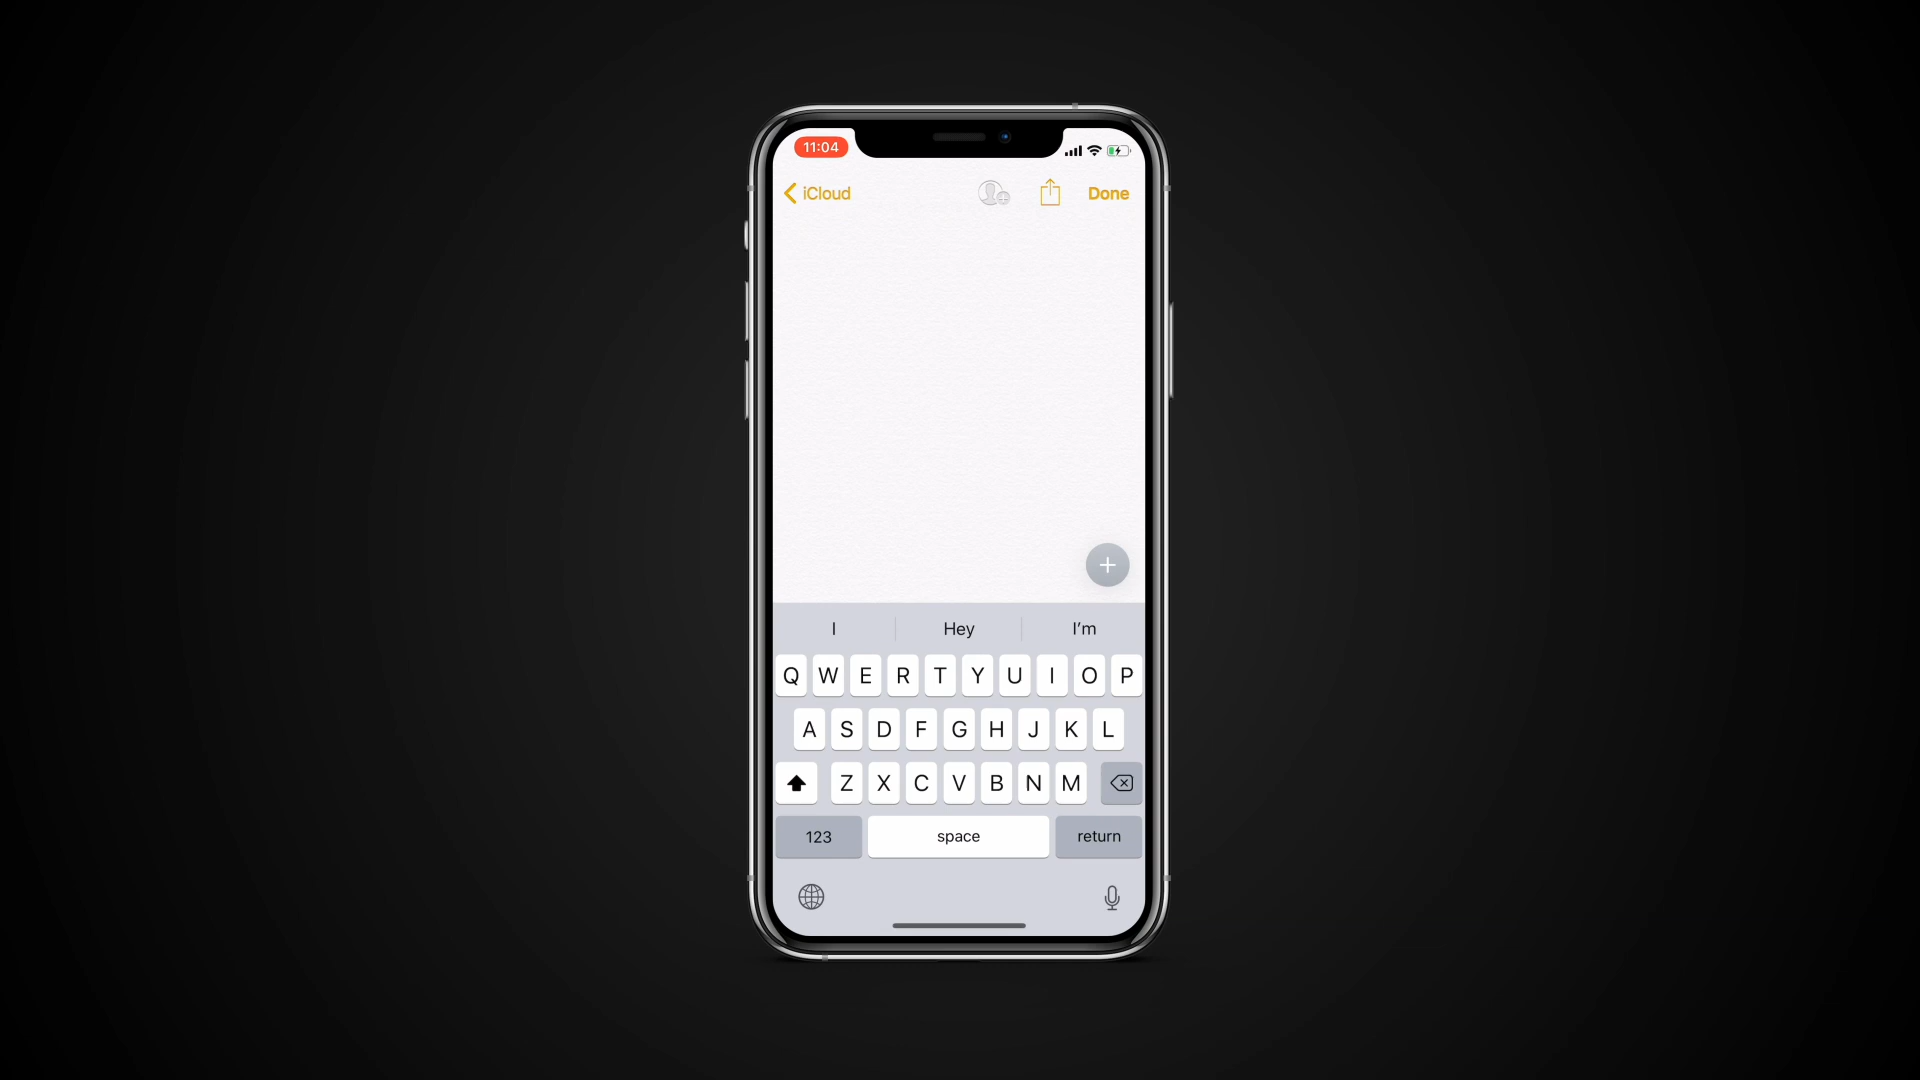 11:04
iCloud
Done
I Hey I'm
Q W E R T Y U I O P
A S D F G H J K L
Z X C V B N M
123 space return